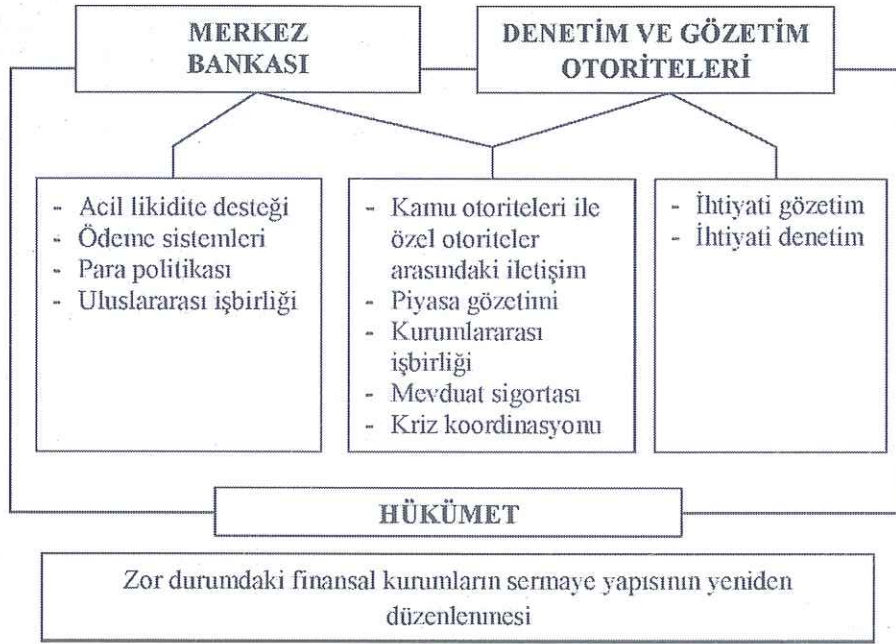 MERKEZ
BANKASI
DENETİM VE GÖZETİM
OTORİTELERİ
- Acil likidite desteği
- Ödeme sistemleri
- Para politikası
- Uluslararası işbirliği
- Kamu otoriteleri ile
özel otoriteler
arasındaki iletişim
- Piyasa gözetimi
- Kurumlararası
işbirliği
- Mevduat sigortası
- Kriz koordinasyonu
- İhtiyati gözetim
- İhtiyati denetim
HÜKÜMET
Zor durumdaki finansal kurumların sermaye yapısının yeniden
düzenlenmesi